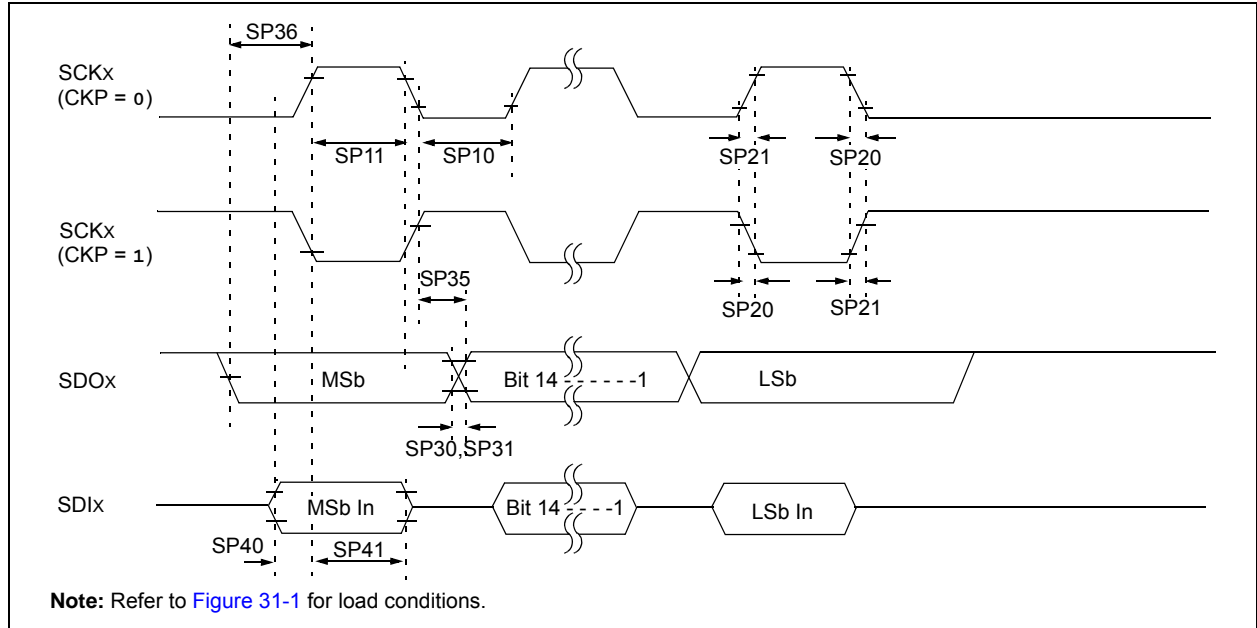 SP36
SCKx
(CKP = 0)
SP11
SP10
SP21
SP20
SCKx
(CKP = 1)
SP35
SP20
SP21
SDOx
MSb
Bit 14 - - - - - -1
LSb
SP30,SP31
SDIx
MSb In
Bit 14 - - - -1
LSb In
SP40
SP41
Note: Refer to Figure 31-1 for load conditions.